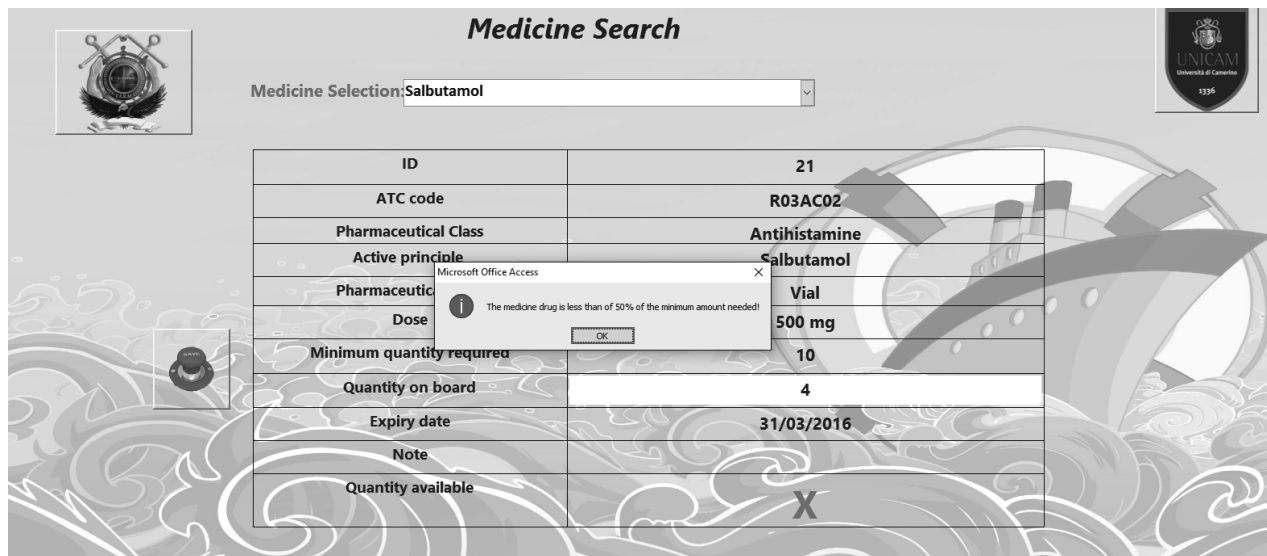 Medicine Search
UNICAM
Università di Camerino
1336
Medicine Selection: Salbutamol
ID 21
ATC code R03AC02
Pharmaceutical Class Antihistamine
Active principle Salbutamol
Microsoft Office Access
Pharmaceutic Vial
The medicine drug is less than of 50% of the minimum amount needed!
Dose 500 mg
OK
SAVE
Minimum quantity required 10
Quantity on board 4
Expiry date 31/03/2016
Note
Quantity available X